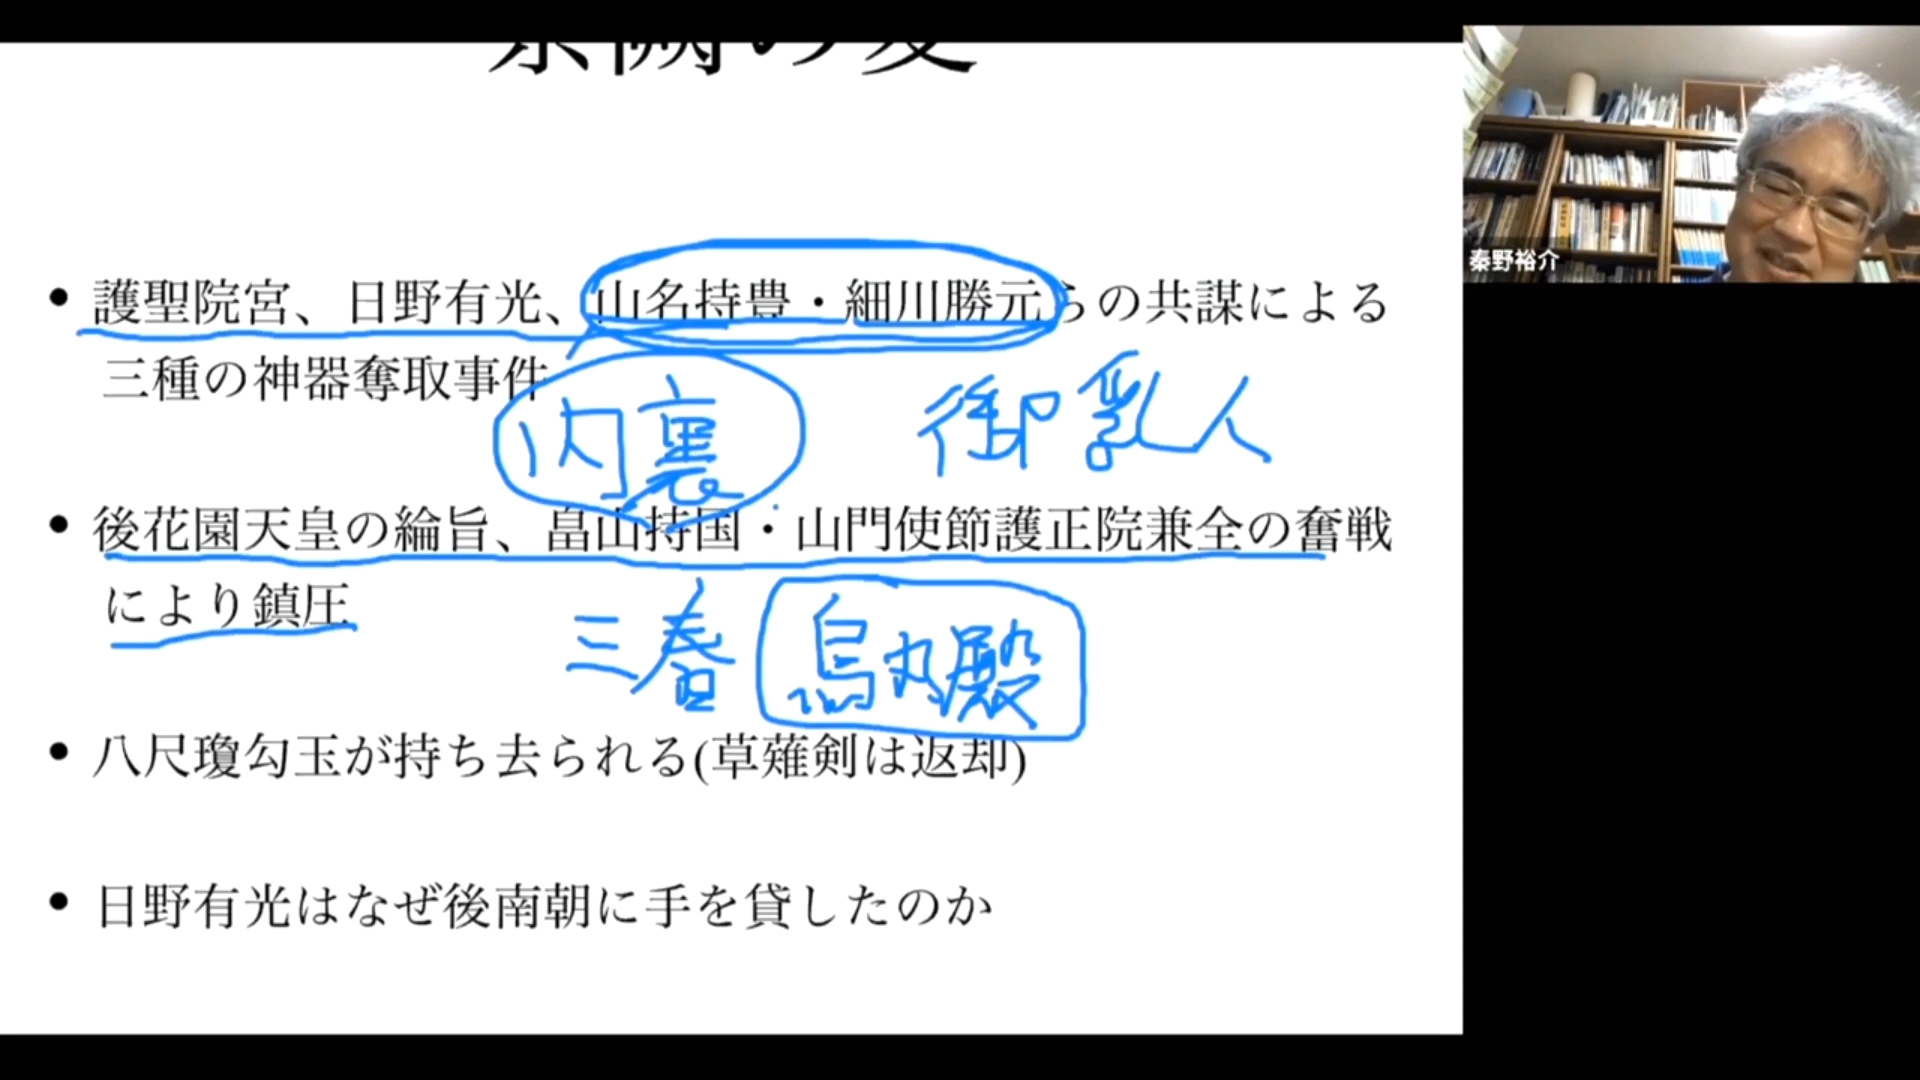 禁闕の変
秦野裕介
• 護聖院宮、日野有光、山名持豊・細川勝元らの共謀による
三種の神器奪取事件
内裏
御乳人
• 後花園天皇の綸旨、畠山持国・山門使節護正院兼全の奮戦
により鎮圧
三春
烏丸殿
• 八尺瓊勾玉が持ち去られる(草薙剣は返却)
• 日野有光はなぜ後南朝に手を貸したのか